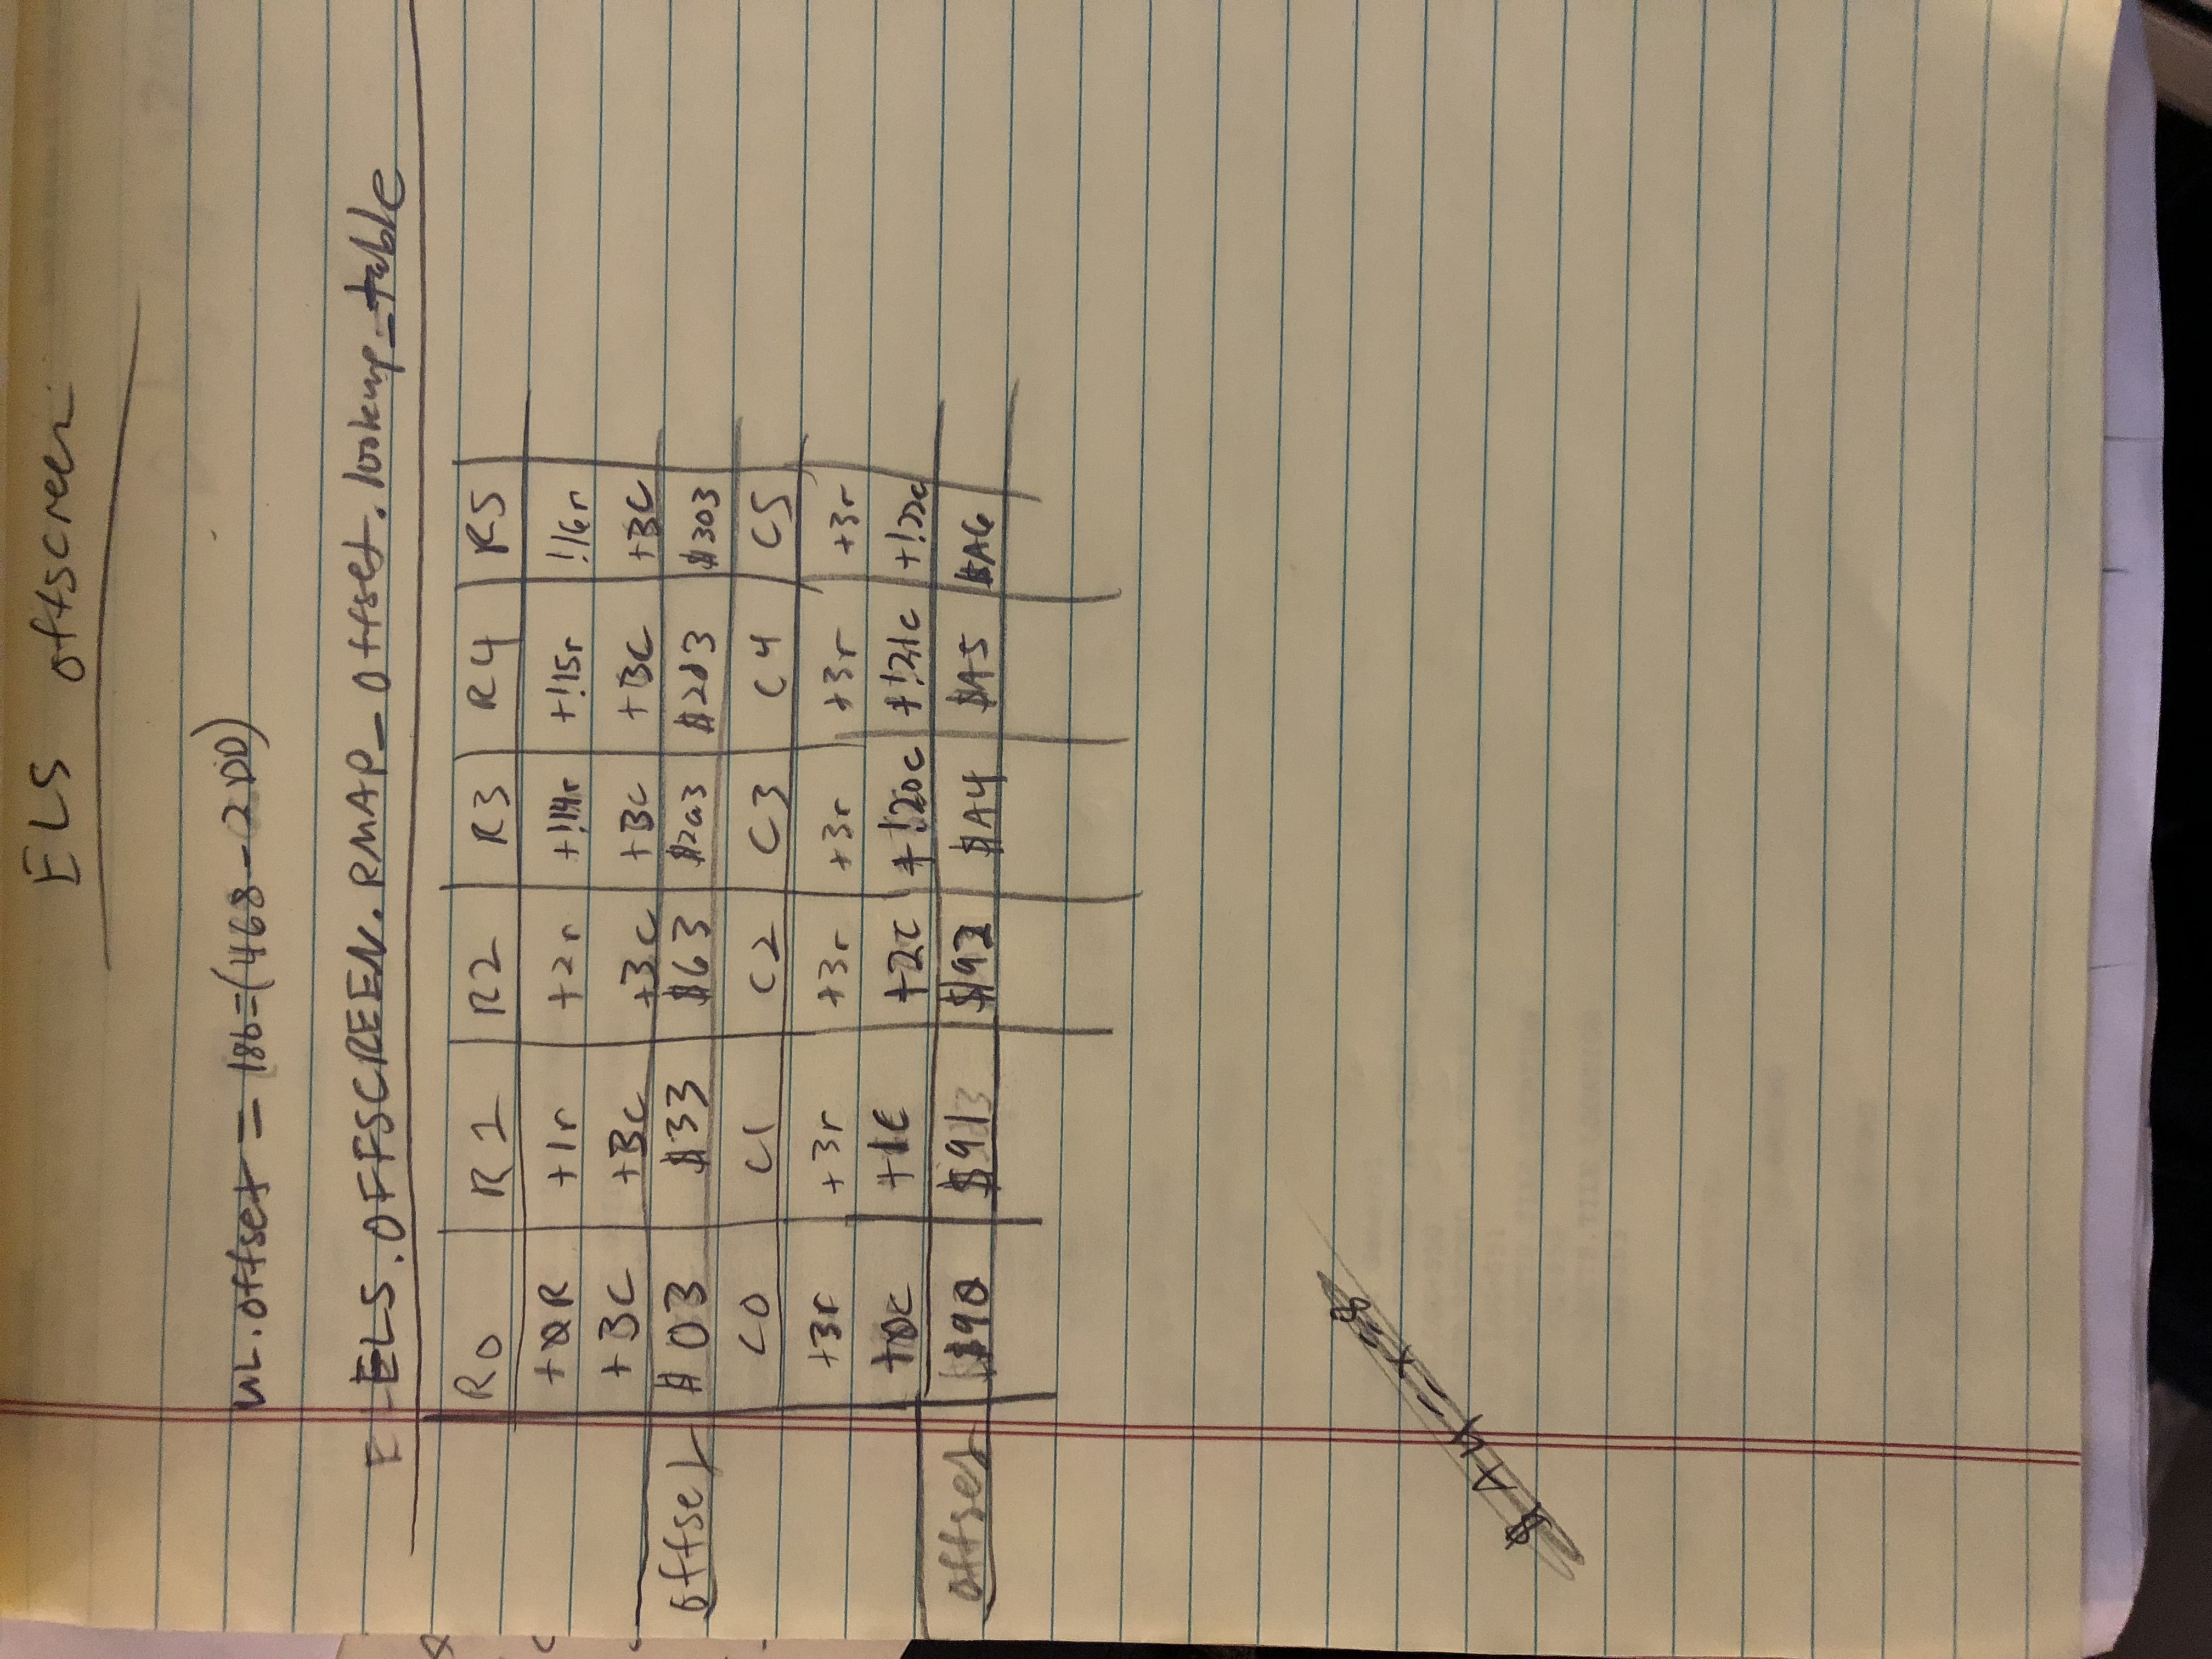 ELS offscreen
UL.offset = 18b=(468-2DD)
ELS.OFFSCREEN.RMAP_offset.lookup_table
R0 R1 R2 R3 R4 R5
+0R +1r +2r +!14r +!15r !16r
+3C +3c +3c +3c +3c +3C
offset $03 $33 $63 $2a3 $2d3 $303
C0 C1 C2 C3 C4 C5
+3r +3r +3r +3r +3r +3r
+0c +1c +2c +!20c +!21c +!22c
offset $90 $91 $92 $A4 $A5 $A6